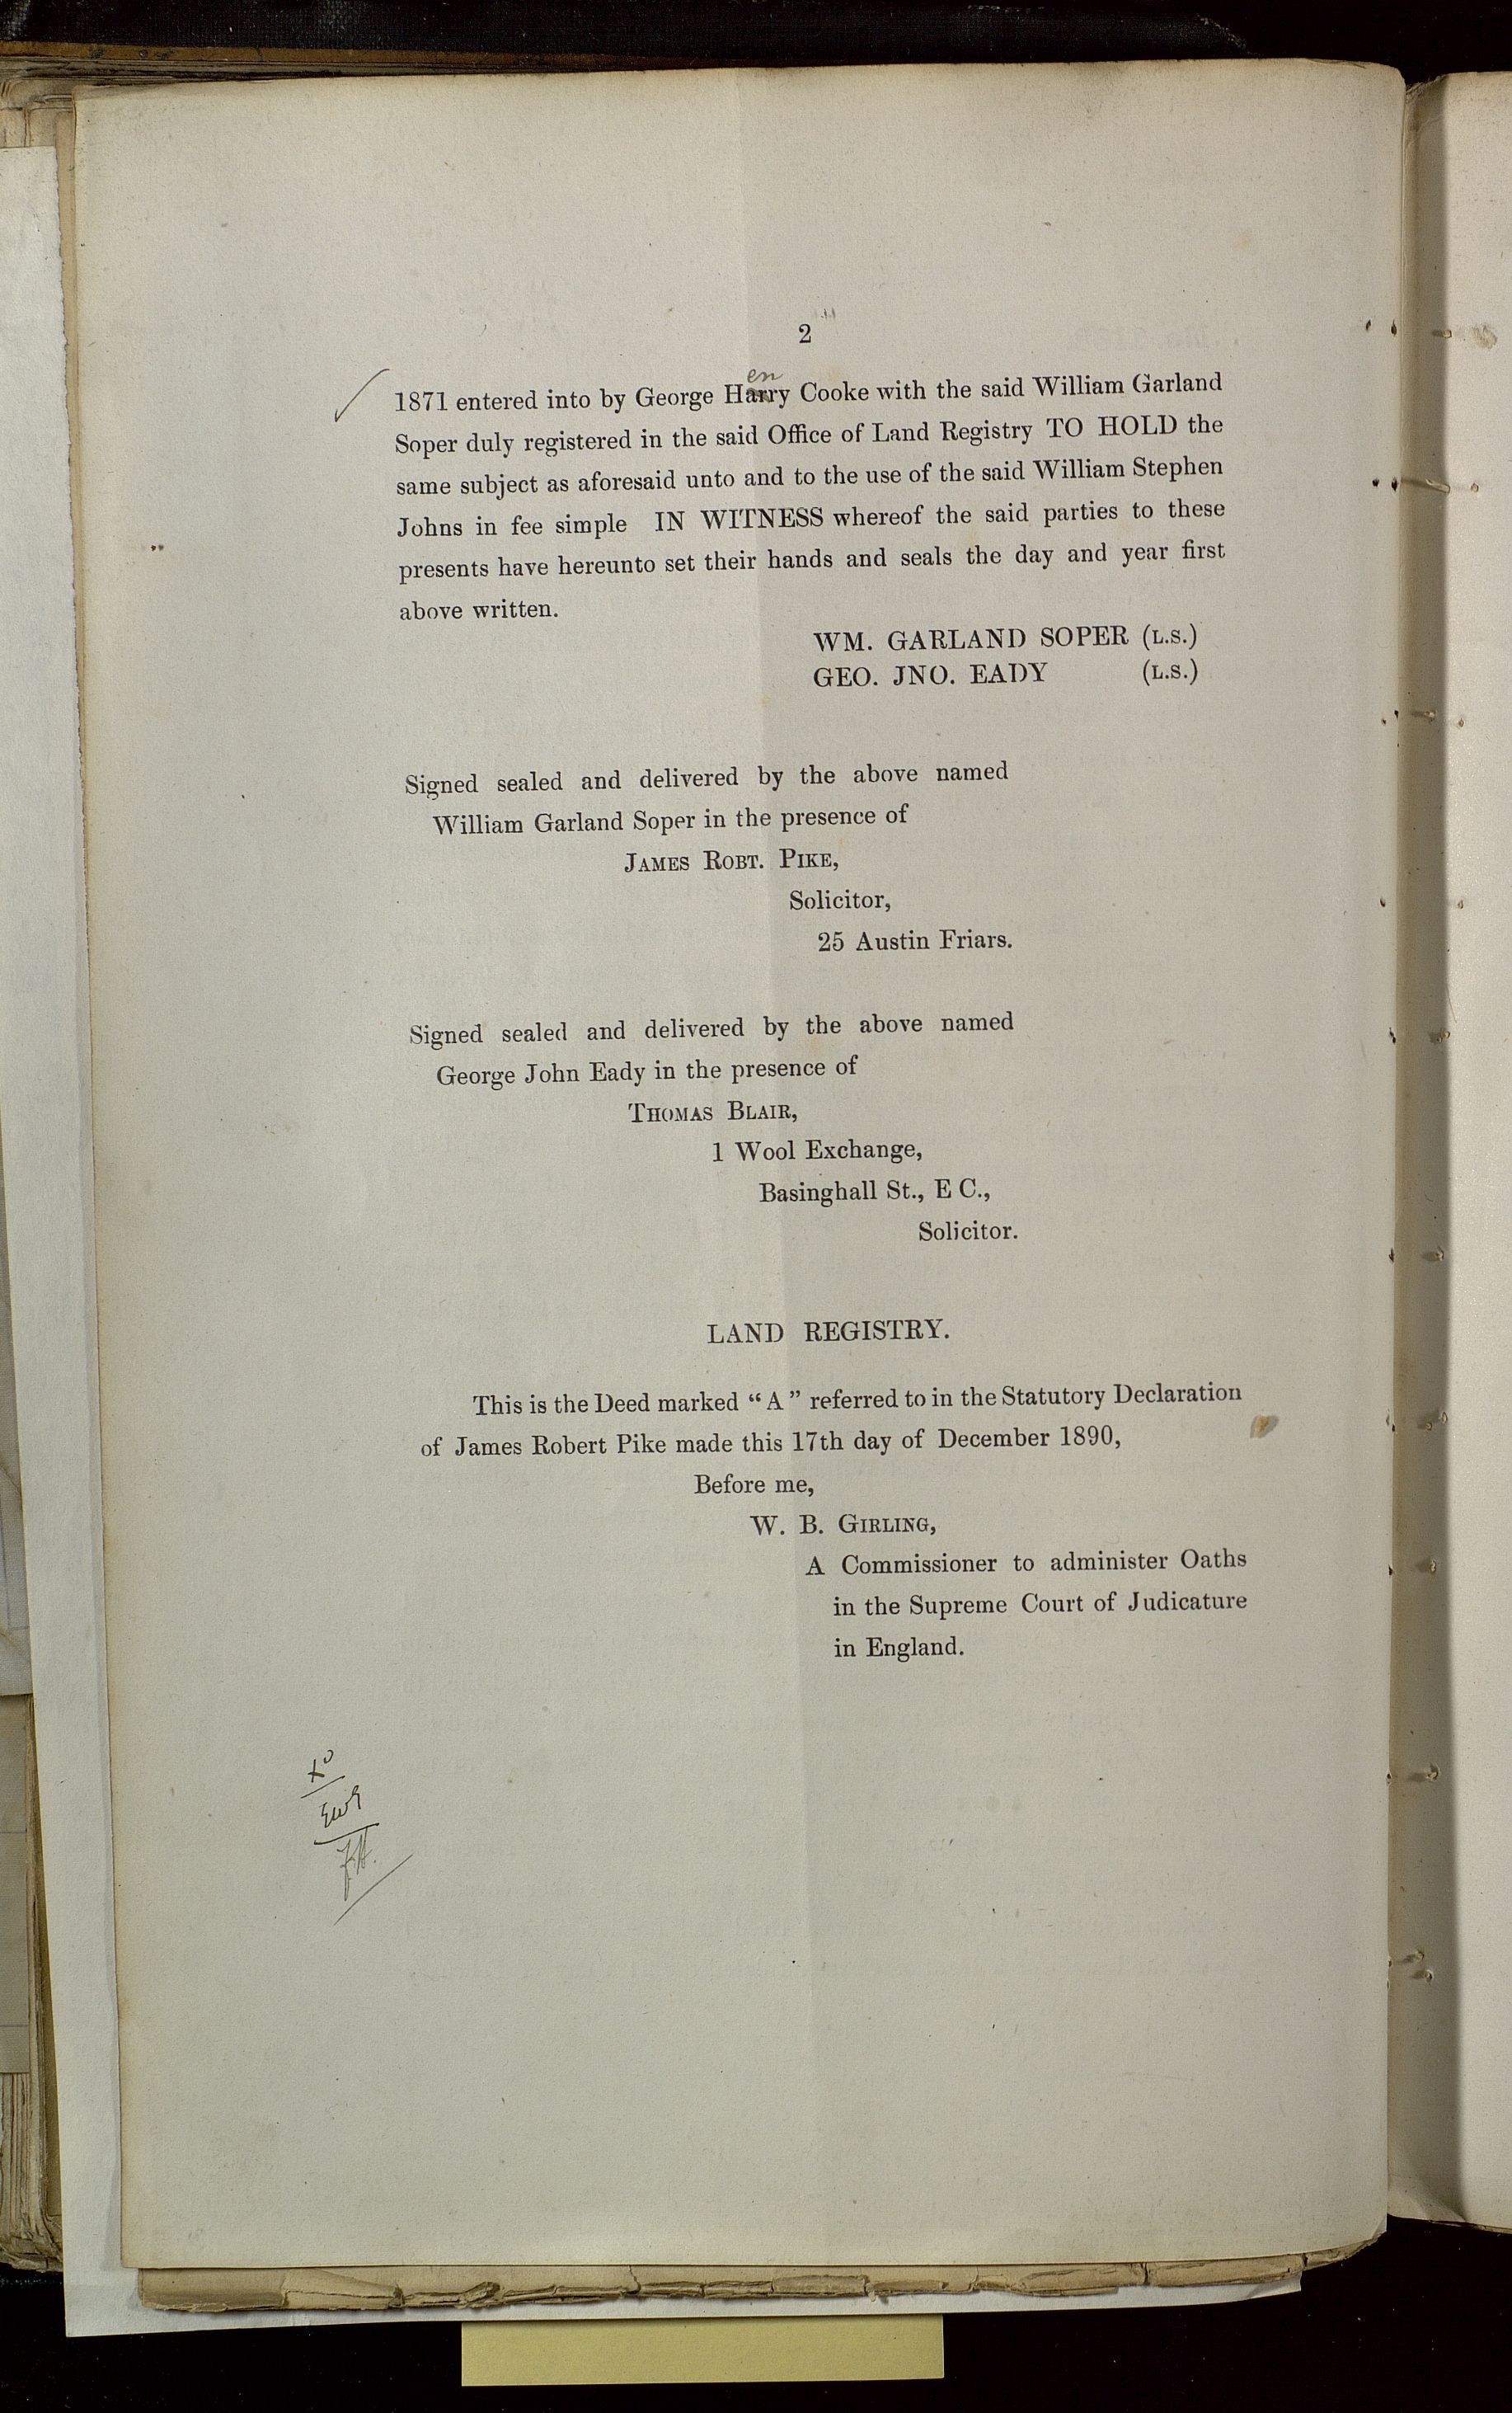 2
en
1871 entered into by George Harry Cooke with the said William Garland
Soper duly registered in the said Office of Land Registry TO HOLD the
same subject as aforesaid unto and to the use of the said William Stephen
Johns in fee simple IN WITNESS whereof the said parties to these
presents have hereunto set their hands and seals the day and year first
above written.
WM. GARLAND SOPER (L.S.)
GEO. JNO. EADY (L.S.)
Signed sealed and delivered by the above named
William Garland Soper in the presence of
JAMES ROBT. PIKE,
Solicitor,
25 Austin Friars.
Signed sealed and delivered by the above named
George John Eady in the presence of
THOMAS BLAIR,
1 Wool Exchange,
Basinghall St., E C.,
Solicitor.
LAND REGISTRY.
This is the Deed marked “A” referred to in the Statutory Declaration
of James Robert Pike made this 17th day of December 1890,
Before me,
W. B. GIRLING,
A Commissioner to administer Oaths
in the Supreme Court of Judicature
in England.